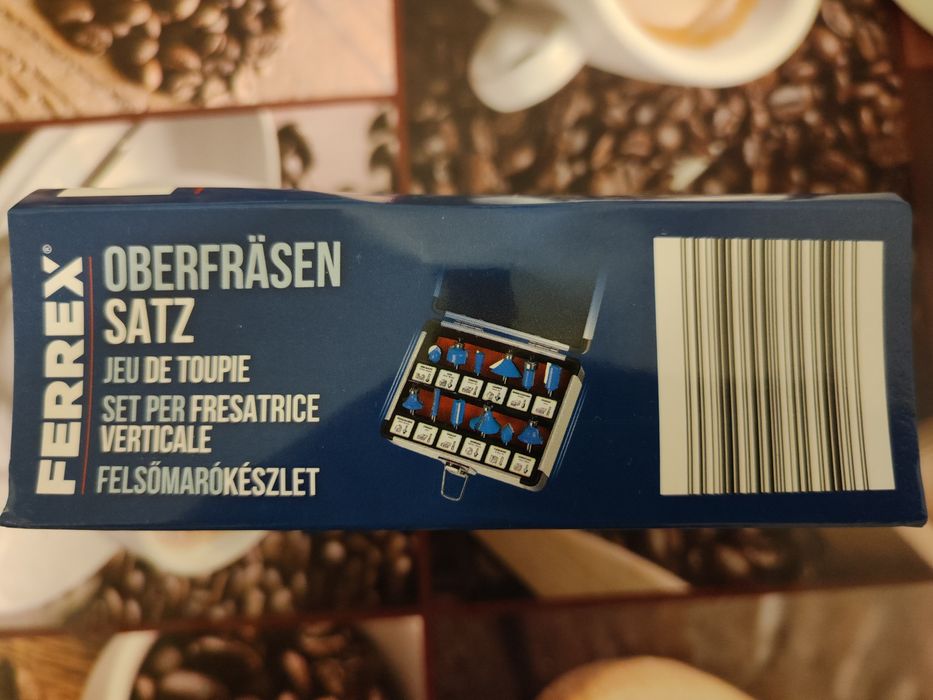 FERREX®
OBERFRÄSEN
SATZ
JEU DE TOUPIE
SET PER FRESATRICE
VERTICALE
FELSŐMARÓKÉSZLET